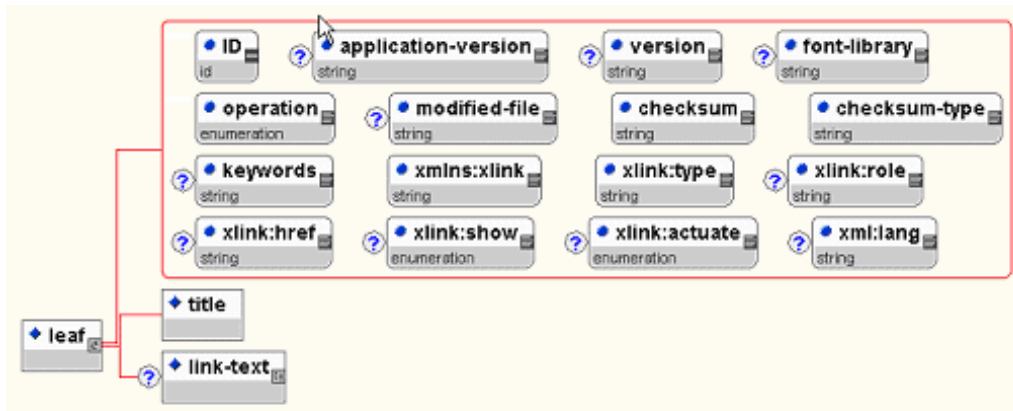 ID ? application-version ? version ? font-library
id string string string
operation ? modified-file checksum checksum-type
enumeration string string string
? keywords xmlns:xlink xlink:type ? xlink:role
string string string string
? xlink:href ? xlink:show ? xlink:actuate ? xml:lang
string enumeration enumeration string
title
leaf
? link-text